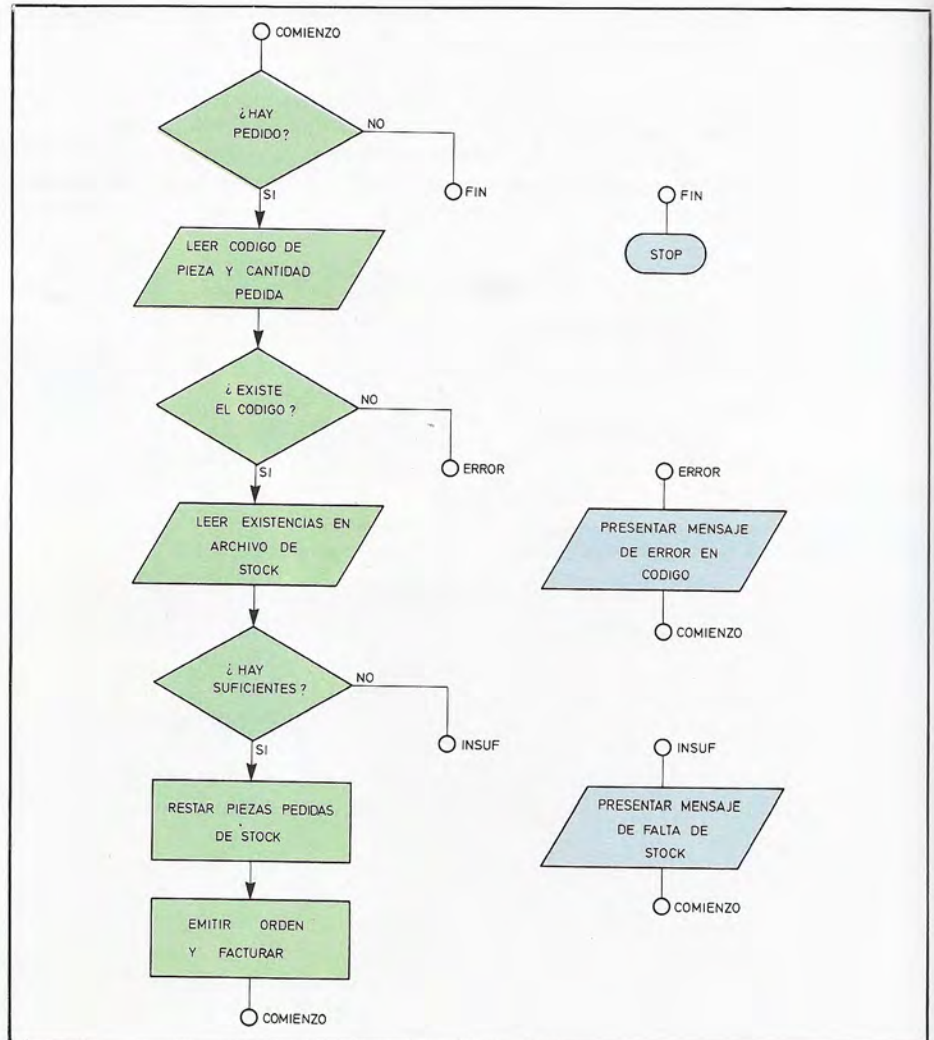 COMIENZO
¿HAY
PEDIDO?
NO
FIN
SI
LEER CODIGO DE
PIEZA Y CANTIDAD
PEDIDA
¿EXISTE
EL CODIGO?
NO
ERROR
SI
LEER EXISTENCIAS EN
ARCHIVO DE
STOCK
¿HAY
SUFICIENTES?
NO
INSUF
SI
RESTAR PIEZAS PEDIDAS
DE STOCK
EMITIR ORDEN
Y FACTURAR
COMIENZO
FIN
STOP
ERROR
PRESENTAR MENSAJE
DE ERROR EN
CODIGO
COMIENZO
INSUF
PRESENTAR MENSAJE
DE FALTA DE
STOCK
COMIENZO